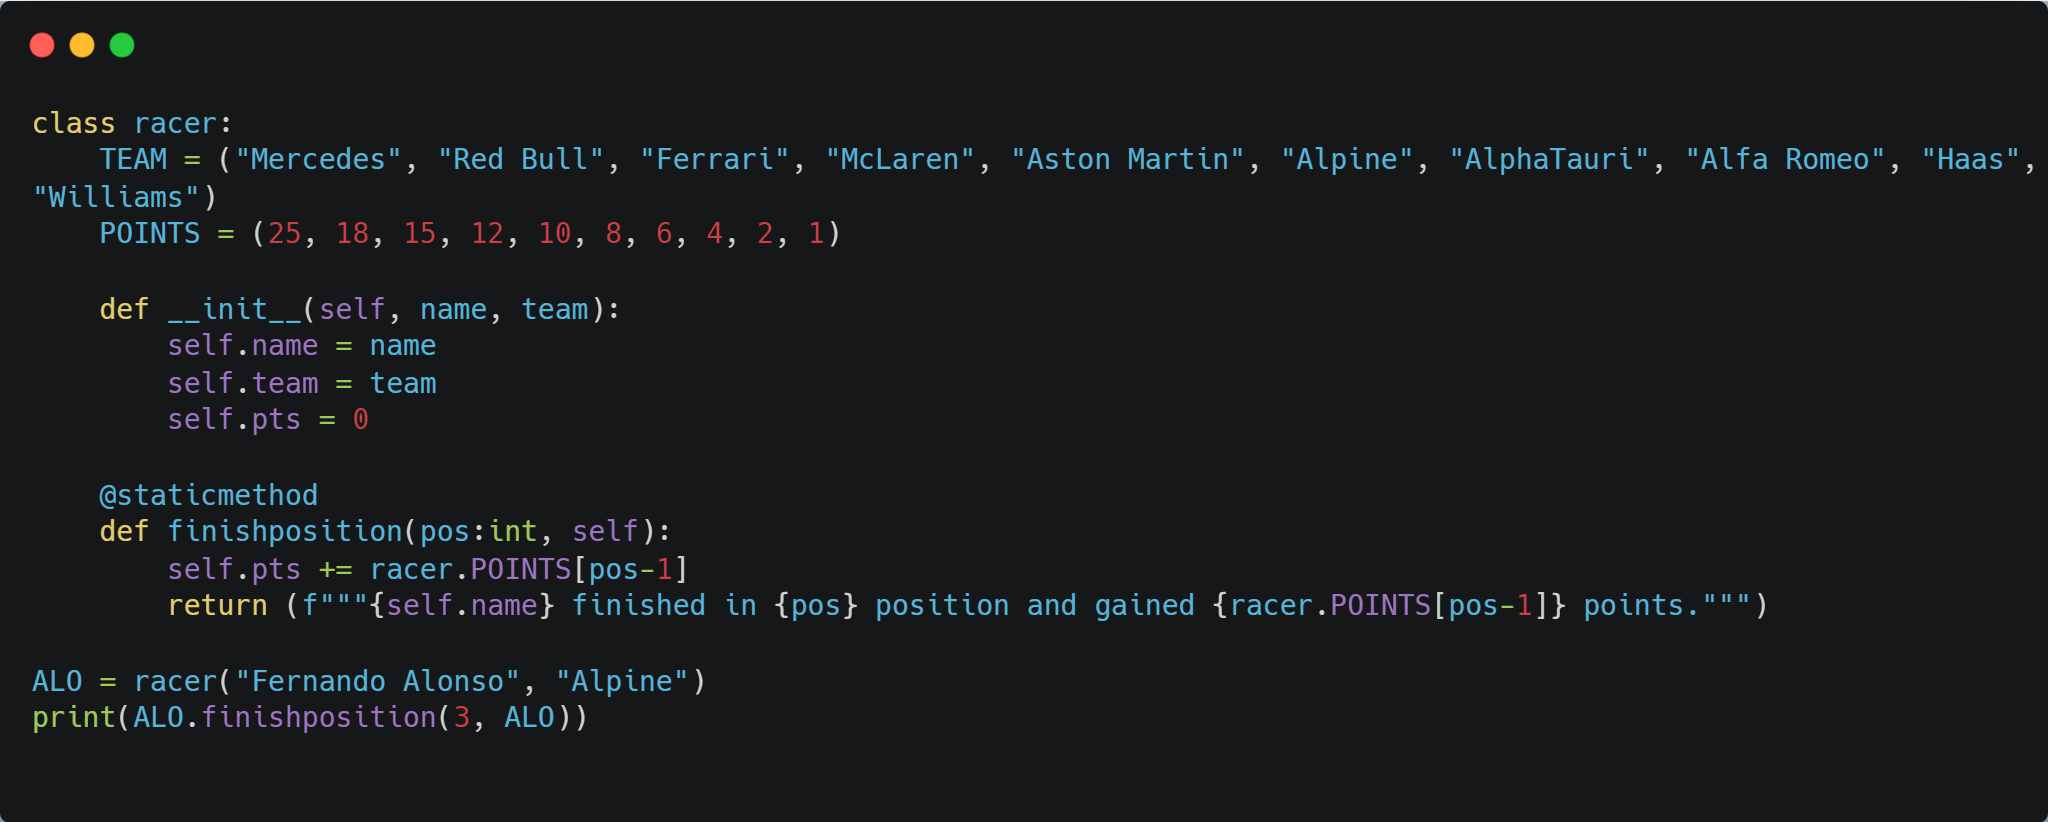 class racer:
    TEAM = ("Mercedes", "Red Bull", "Ferrari", "McLaren", "Aston Martin", "Alpine", "AlphaTauri", "Alfa Romeo", "Haas",
"Williams")
    POINTS = (25, 18, 15, 12, 10, 8, 6, 4, 2, 1)
    def __init__(self, name, team):
        self.name = name
        self.team = team
        self.pts = 0
    @staticmethod
    def finishposition(pos:int, self):
        self.pts += racer.POINTS[pos-1]
        return (f"""{self.name} finished in {pos} position and gained {racer.POINTS[pos-1]} points.""")
ALO = racer("Fernando Alonso", "Alpine")
print(ALO.finishposition(3, ALO))